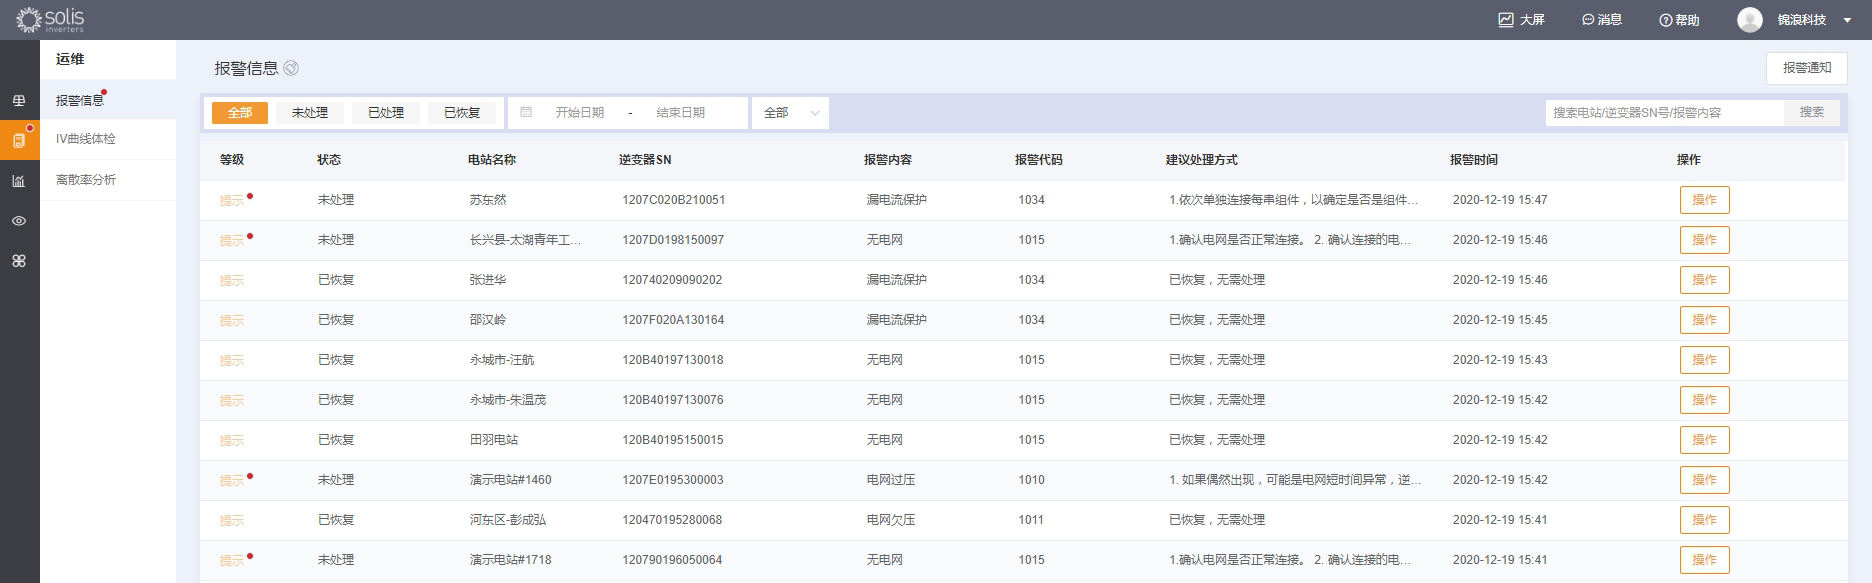 solis
inverters
大屏 消息 帮助 锦浪科技
运维
报警信息
IV曲线体检
离散率分析
报警信息 报警通知
全部 未处理 已处理 已恢复 开始日期 - 结束日期 全部 搜索电站/逆变器SN号/报警内容 搜索
等级 状态 电站名称 逆变器SN 报警内容 报警代码 建议处理方式 报警时间 操作
提示 未处理 苏东然 1207C020B210051 漏电流保护 1034 1.依次单独连接每串组件，以确定是否是组件... 2020-12-19 15:47 操作
提示 未处理 长兴县-太湖青年工... 1207D0198150097 无电网 1015 1.确认电网是否正常连接。 2. 确认连接的电... 2020-12-19 15:46 操作
提示 已恢复 张进华 120740209090202 漏电流保护 1034 已恢复，无需处理 2020-12-19 15:46 操作
提示 已恢复 邵汉岭 1207F020A130164 漏电流保护 1034 已恢复，无需处理 2020-12-19 15:45 操作
提示 已恢复 永城市-汪航 120B40197130018 无电网 1015 已恢复，无需处理 2020-12-19 15:43 操作
提示 已恢复 永城市-朱温茂 120B40197130076 无电网 1015 已恢复，无需处理 2020-12-19 15:42 操作
提示 已恢复 田羽电站 120B40195150015 无电网 1015 已恢复，无需处理 2020-12-19 15:42 操作
提示 未处理 演示电站#1460 1207E0195300003 电网过压 1010 1. 如果偶然出现，可能是电网短时间异常，逆... 2020-12-19 15:42 操作
提示 已恢复 河东区-彭成弘 120470195280068 电网欠压 1011 已恢复，无需处理 2020-12-19 15:41 操作
提示 未处理 演示电站#1718 120790196050064 无电网 1015 1.确认电网是否正常连接。 2. 确认连接的电... 2020-12-19 15:41 操作